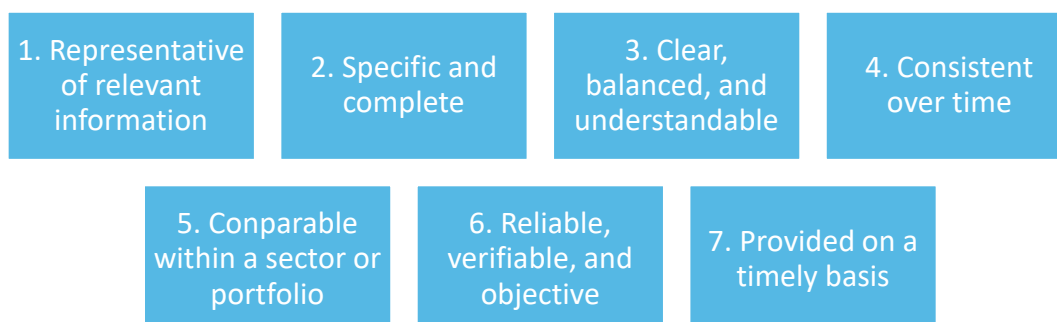 1. Representative
of relevant
information
2. Specific and
complete
3. Clear,
balanced, and
understandable
4. Consistent
over time
5. Conparable
within a sector or
portfolio
6. Reliable,
verifiable, and
objective
7. Provided on a
timely basis